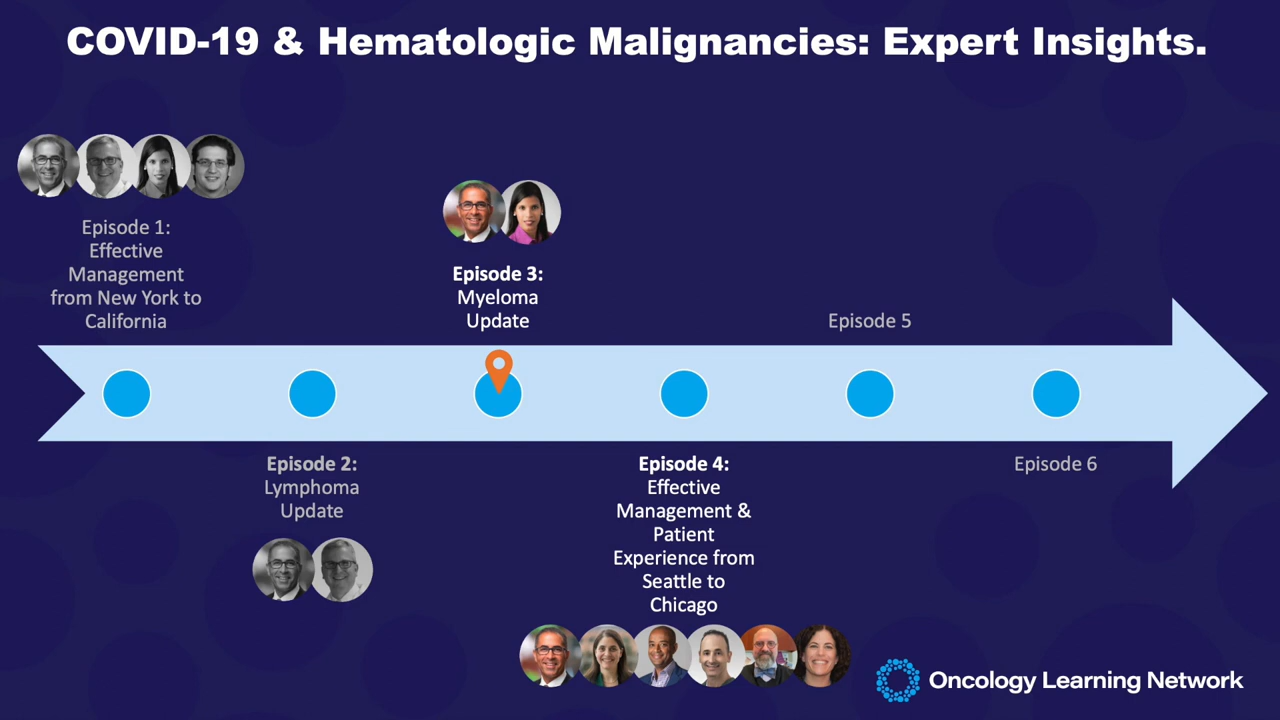 COVID-19 & Hematologic Malignancies: Expert Insights.
Episode 1:
Effective
Management
from New York to
California
Episode 2:
Lymphoma
Update
Episode 3:
Myeloma
Update
Episode 4:
Effective
Management &
Patient
Experience from
Seattle to
Chicago
Episode 5
Episode 6
Oncology Learning Network